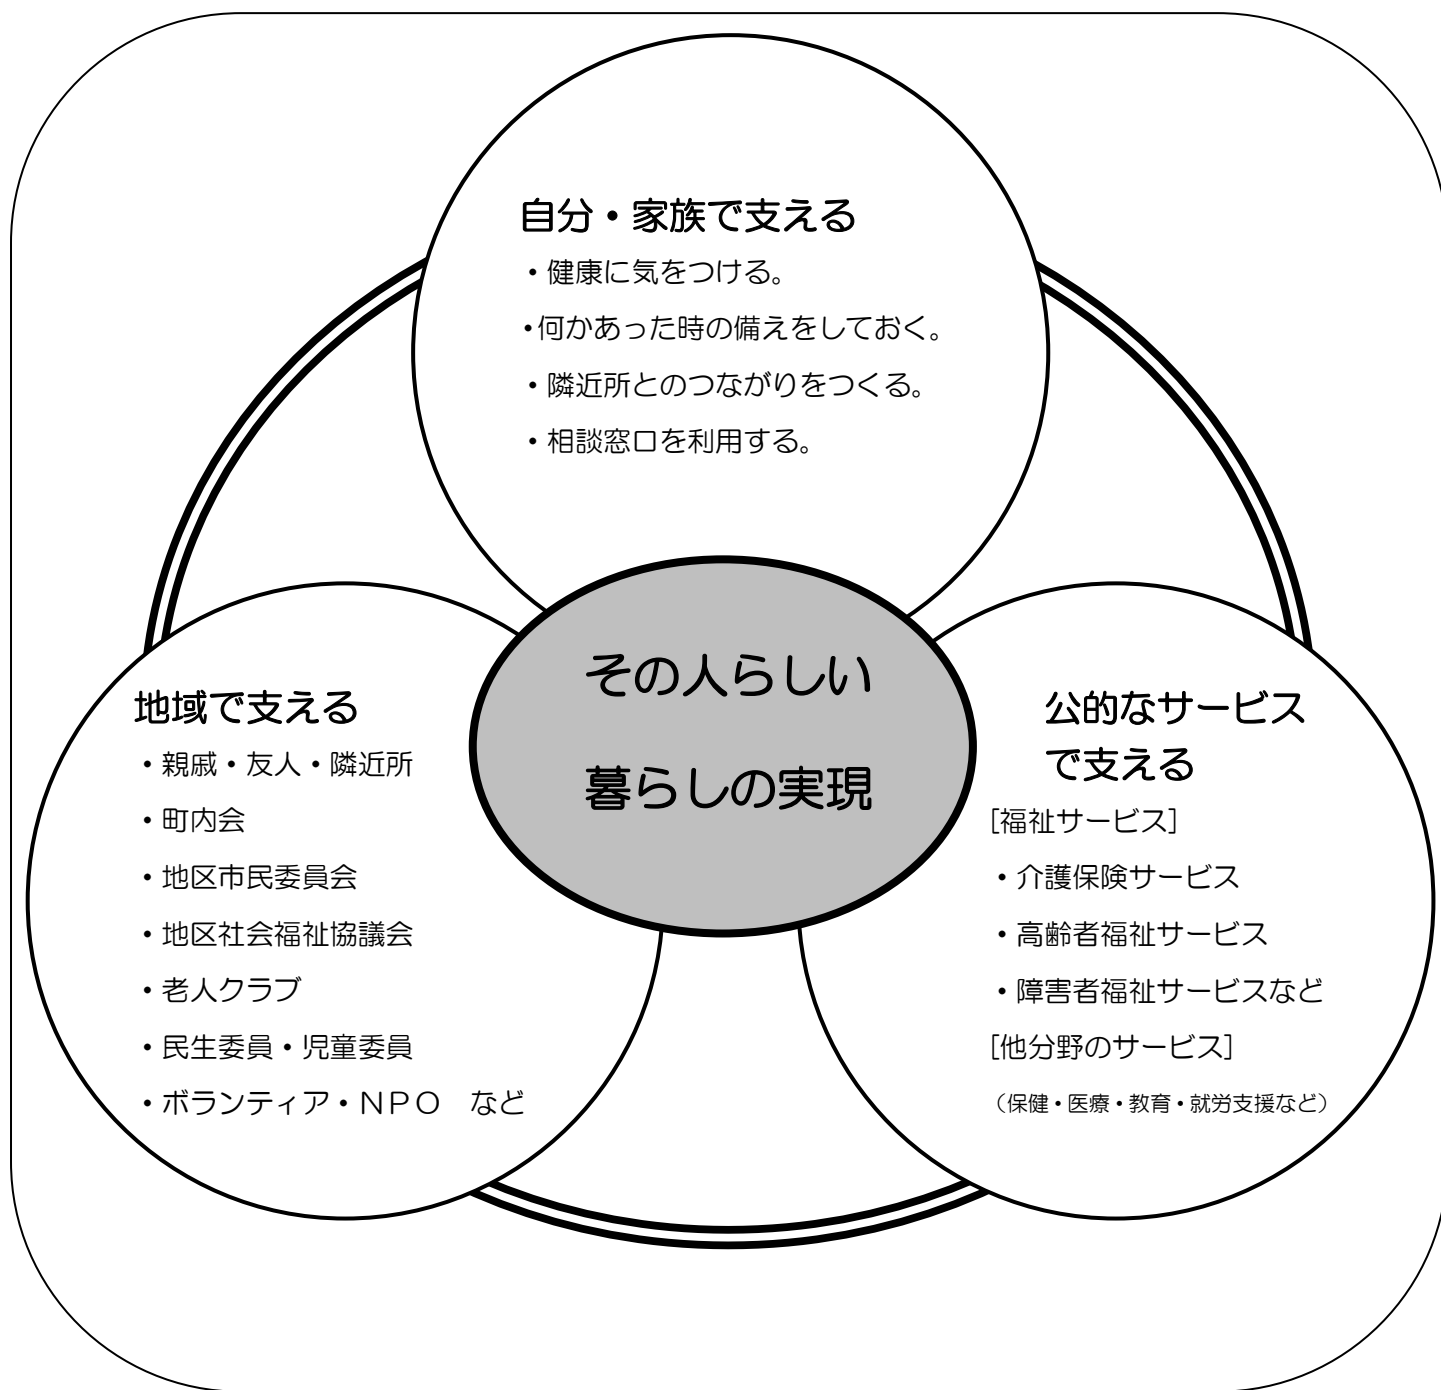 自分・家族で支える
・健康に気をつける。
・何かあった時の備えをしておく。
・隣近所とのつながりをつくる。
・相談窓口を利用する。
その人らしい
暮らしの実現
地域で支える
・親戚・友人・隣近所
・町内会
・地区市民委員会
・地区社会福祉協議会
・老人クラブ
・民生委員・児童委員
・ボランティア・ＮＰＯ　など
公的なサービス
で支える
[福祉サービス]
・介護保険サービス
・高齢者福祉サービス
・障害者福祉サービスなど
[他分野のサービス]
（保健・医療・教育・就労支援など）